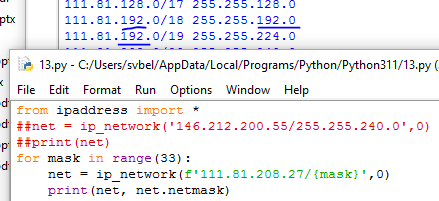 ptx
111.81.128.0/17 255.255.128.0
111.81.192.0/18 255.255.192.0
111.81.192.0/19 255.255.224.0
13.py - C:/Users/svbel/AppData/Local/Programs/Python/Python311/13.py
File Edit Format Run Options Window Help
from ipaddress import *
##net = ip_network('146.212.200.55/255.255.240.0',0)
##print(net)
for mask in range(33):
    net = ip_network(f'111.81.208.27/{mask}',0)
    print(net, net.netmask)